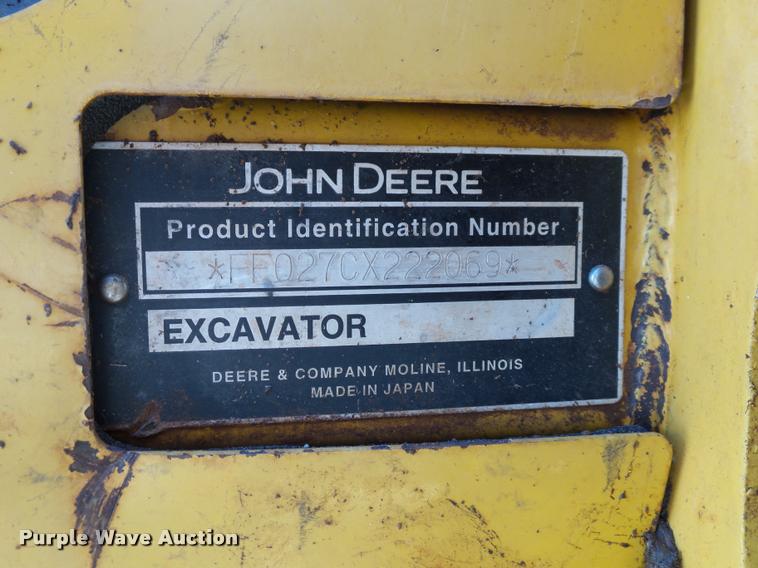 JOHN DEERE
Product Identification Number
*FF027CX222069*
EXCAVATOR
DEERE & COMPANY MOLINE, ILLINOIS
MADE IN JAPAN
Purple Wave Auction